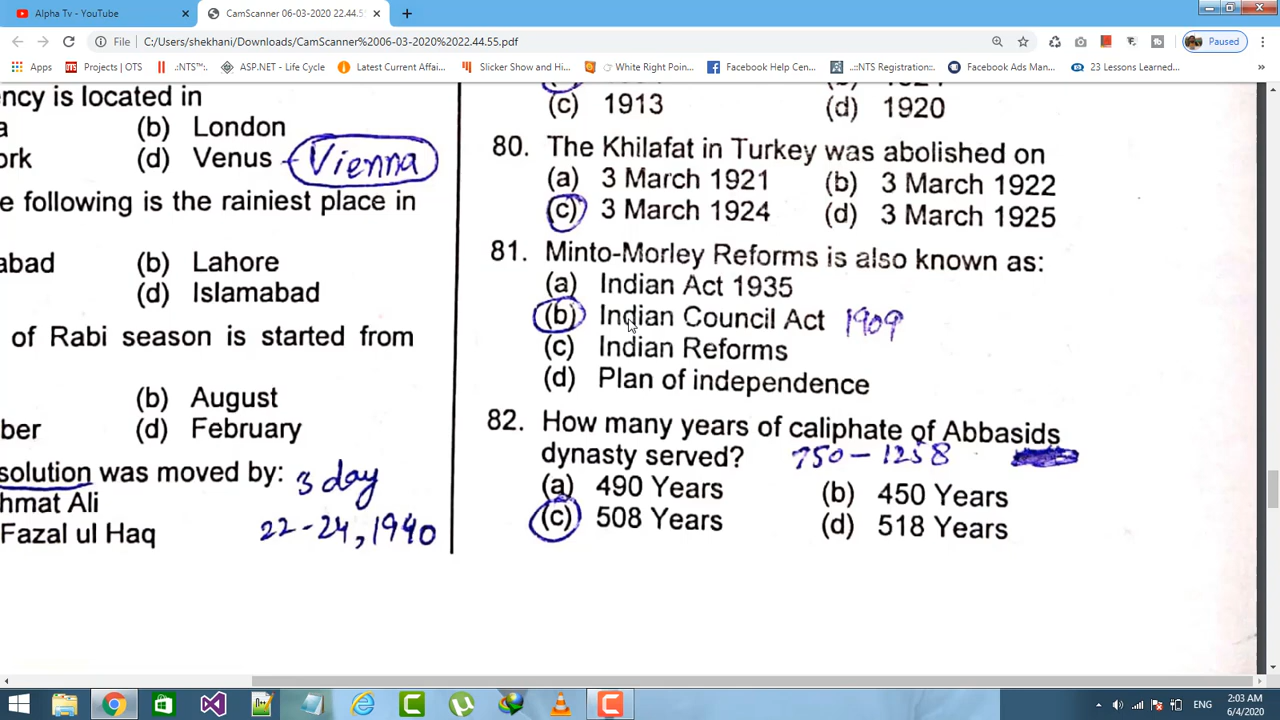 Alpha Tv - YouTube
CamScanner 06-03-2020 22.44.55
File
C:/Users/shekhani/Downloads/CamScanner%2006-03-2020%2022.44.55.pdf
Paused
Apps
Projects | OTS
..:NTS:..
ASP.NET - Life Cycle
Latest Current Affai...
Slicker Show and Hi...
White Right Poin...
Facebook Help Cen...
..::NTS Registration:..
Facebook Ads Man...
23 Lessons Learned...
ncy is located in
(b) London
ork
(d) Venus - Vienna
e following is the rainiest place in
abad
(b) Lahore
(d) Islamabad
of Rabi season is started from
(b) August
ber
(d) February
solution was moved by: 3 day
hmat Ali
Fazal ul Haq
22-24, 1940
(c) 1913
(d) 1920
80. The Khilafat in Turkey was abolished on
(a) 3 March 1921
(b) 3 March 1922
(c) 3 March 1924
(d) 3 March 1925
81. Minto-Morley Reforms is also known as:
(a) Indian Act 1935
(b) Indian Council Act 1909
(c) Indian Reforms
(d) Plan of independence
82. How many years of caliphate of Abbasids
dynasty served? 750-1258
(a) 490 Years
(b) 450 Years
(c) 508 Years
(d) 518 Years
2:03 AM
6/4/2020